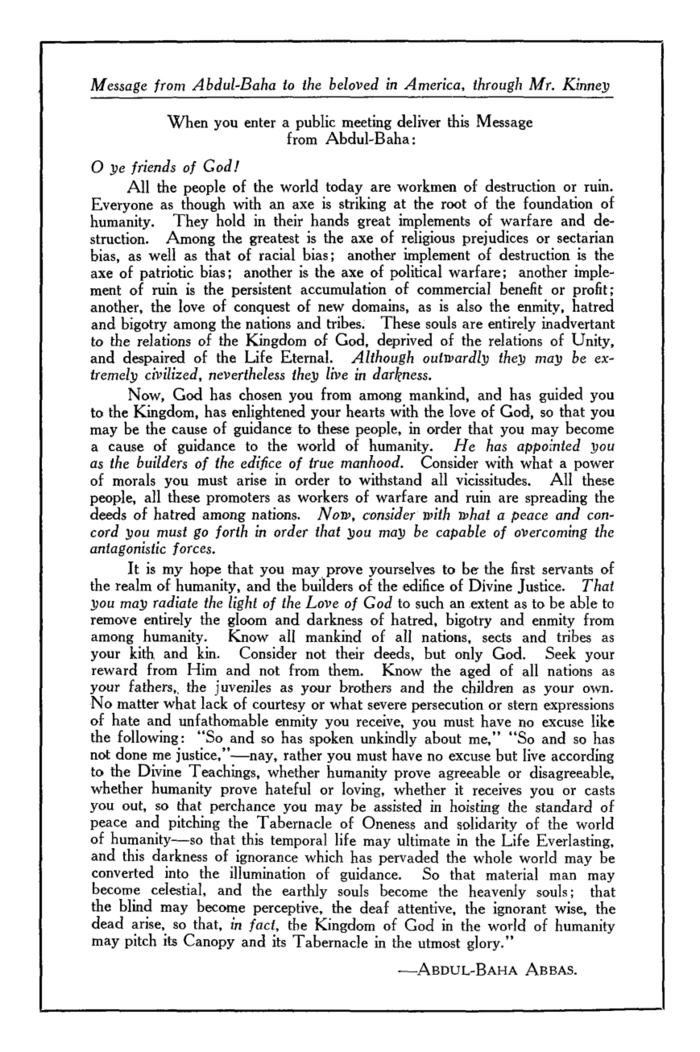 Message from Abdul-Baha to the beloved in America, through Mr. Kinney
When you enter a public meeting deliver this Message
from Abdul-Baha:
O ye friends of God!
All the people of the world today are workmen of destruction or ruin.
Everyone as though with an axe is striking at the root of the foundation of
humanity. They hold in their hands great implements of warfare and de-
struction. Among the greatest is the axe of religious prejudices or sectarian
bias, as well as that of racial bias; another implement of destruction is the
axe of patriotic bias; another is the axe of political warfare; another imple-
ment of ruin is the persistent accumulation of commercial benefit or profit;
another, the love of conquest of new domains, as is also the enmity, hatred
and bigotry among the nations and tribes. These souls are entirely inadvertant
to the relations of the Kingdom of God, deprived of the relations of Unity,
and despaired of the Life Eternal. Although outwardly they may be ex-
tremely civilized, nevertheless they live in darkness.
Now, God has chosen you from among mankind, and has guided you
to the Kingdom, has enlightened your hearts with the love of God, so that you
may be the cause of guidance to these people, in order that you may become
a cause of guidance to the world of humanity. He has appointed you
as the builders of the edifice of true manhood. Consider with what a power
of morals you must arise in order to withstand all vicissitudes. All these
people, all these promoters as workers of warfare and ruin are spreading the
deeds of hatred among nations. Now, consider with what a peace and con-
cord you must go forth in order that you may be capable of overcoming the
antagonistic forces.
It is my hope that you may prove yourselves to be the first servants of
the realm of humanity, and the builders of the edifice of Divine Justice. That
you may radiate the light of the Love of God to such an extent as to be able to
remove entirely the gloom and darkness of hatred, bigotry and enmity from
among humanity. Know all mankind of all nations, sects and tribes as
your kith and kin. Consider not their deeds, but only God. Seek your
reward from Him and not from them. Know the aged of all nations as
your fathers, the juveniles as your brothers and the children as your own.
No matter what lack of courtesy or what severe persecution or stern expressions
of hate and unfathomable enmity you receive, you must have no excuse like
the following: "So and so has spoken unkindly about me," "So and so has
not done me justice,"—nay, rather you must have no excuse but live according
to the Divine Teachings, whether humanity prove agreeable or disagreeable,
whether humanity prove hateful or loving, whether it receives you or casts
you out, so that perchance you may be assisted in hoisting the standard of
peace and pitching the Tabernacle of Oneness and solidarity of the world
of humanity—so that this temporal life may ultimate in the Life Everlasting,
and this darkness of ignorance which has pervaded the whole world may be
converted into the illumination of guidance. So that material man may
become celestial, and the earthly souls become the heavenly souls; that
the blind may become perceptive, the deaf attentive, the ignorant wise, the
dead arise, so that, in fact, the Kingdom of God in the world of humanity
may pitch its Canopy and its Tabernacle in the utmost glory."
—ABDUL-BAHA ABBAS.